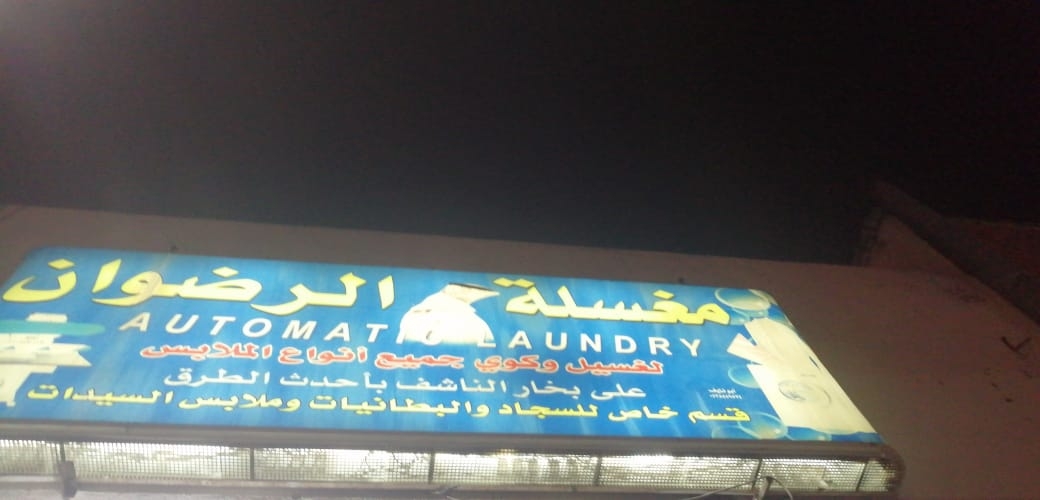 مغسلة الرضوان
AUTOMATIC LAUNDRY
لغسيل وكوي جميع انواع الملابس
على بخار الناشف بأحدث الطرق
قسم خاص للسجاد والبطانيات وملابس السيدات